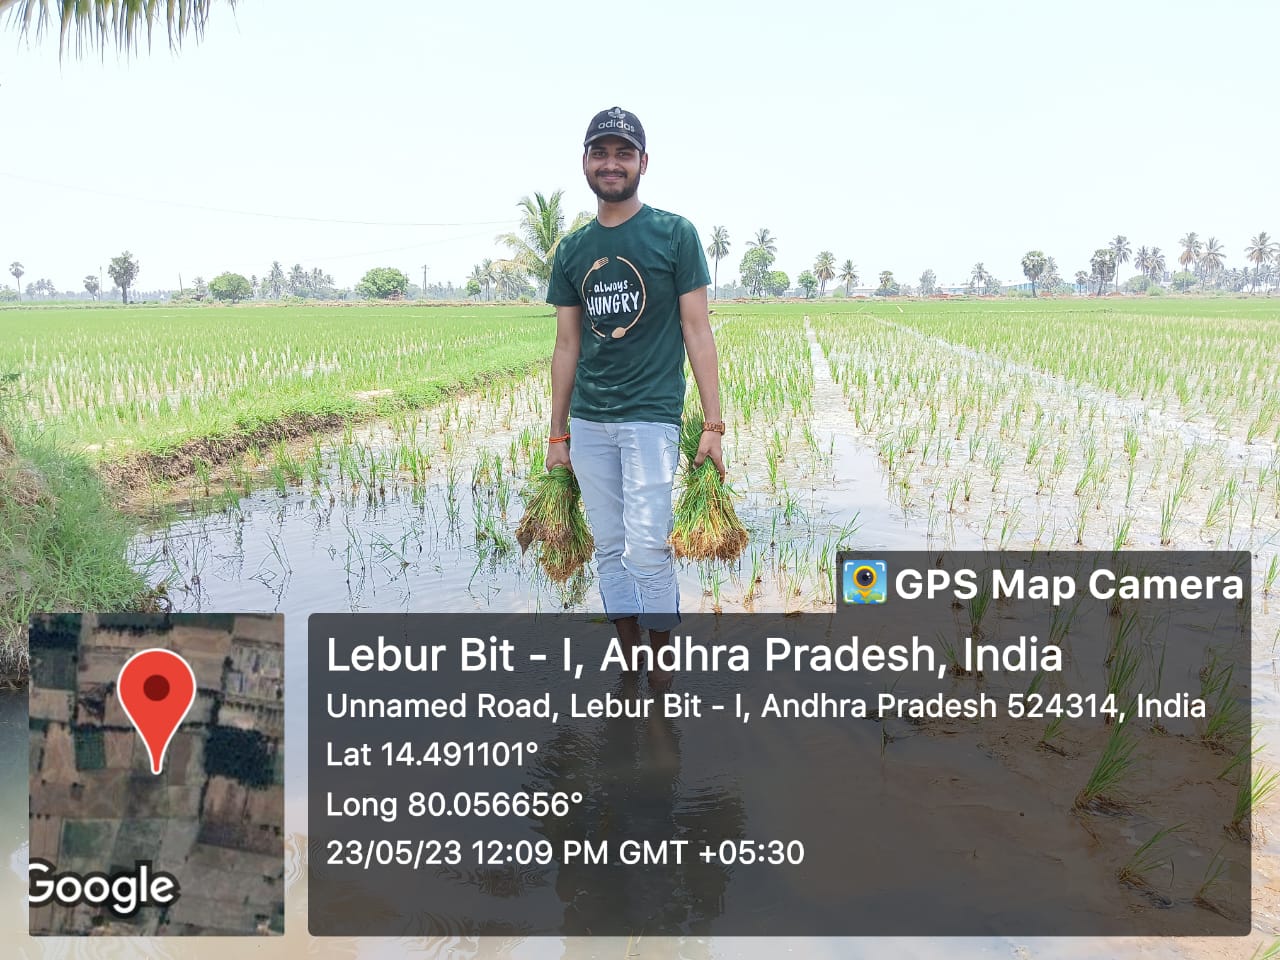 adidas
always
HUNGRY
GPS Map Camera
Lebur Bit - I, Andhra Pradesh, India
Unnamed Road, Lebur Bit - I, Andhra Pradesh 524314, India
Lat 14.491101°
Long 80.056656°
23/05/23 12:09 PM GMT +05:30
Google